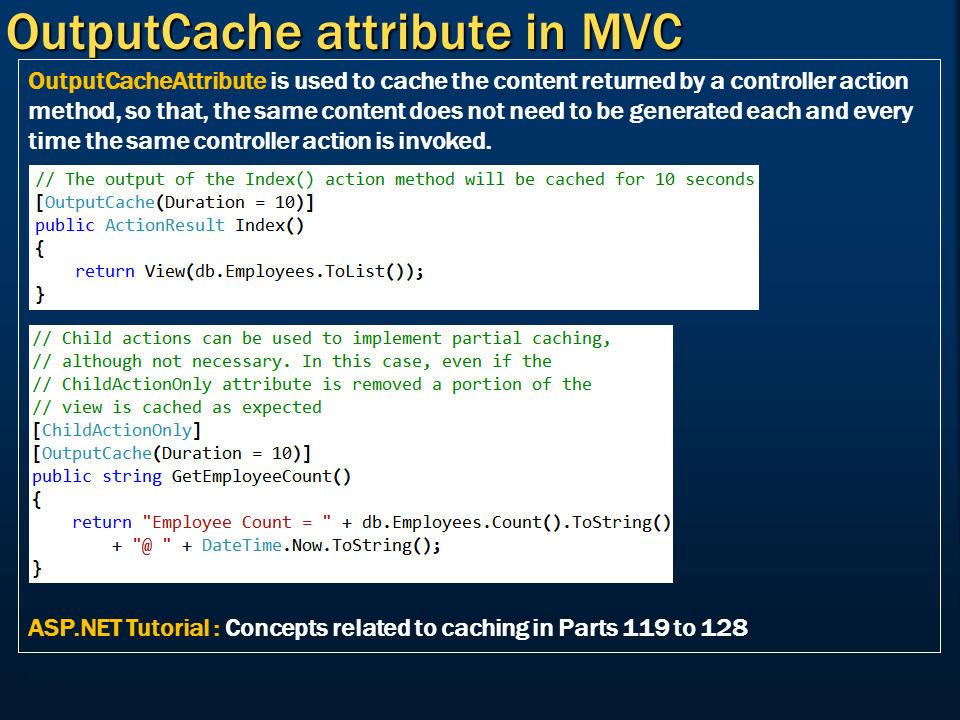 OutputCache attribute in MVC
OutputCacheAttribute is used to cache the content returned by a controller action
method, so that, the same content does not need to be generated each and every
time the same controller action is invoked.
// The output of the Index() action method will be cached for 10 seconds
[OutputCache(Duration = 10)]
public ActionResult Index()
{
    return View(db.Employees.ToList());
}
// Child actions can be used to implement partial caching,
// although not necessary. In this case, even if the
// ChildActionOnly attribute is removed a portion of the
// view is cached as expected
[ChildActionOnly]
[OutputCache(Duration = 10)]
public string GetEmployeeCount()
{
    return "Employee Count = " + db.Employees.Count().ToString()
        + "@ " + DateTime.Now.ToString();
}
ASP.NET Tutorial : Concepts related to caching in Parts 119 to 128